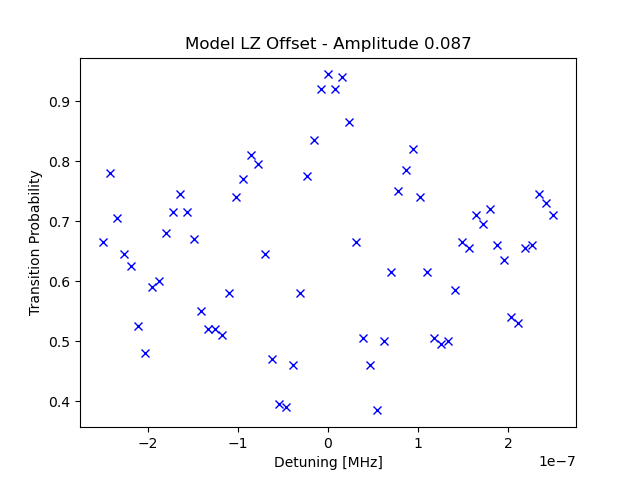 Model LZ Offset - Amplitude 0.087
Transition Probability
0.9
0.8
0.7
0.6
0.5
0.4
−2
−1
0
1
2
1e−7
Detuning [MHz]